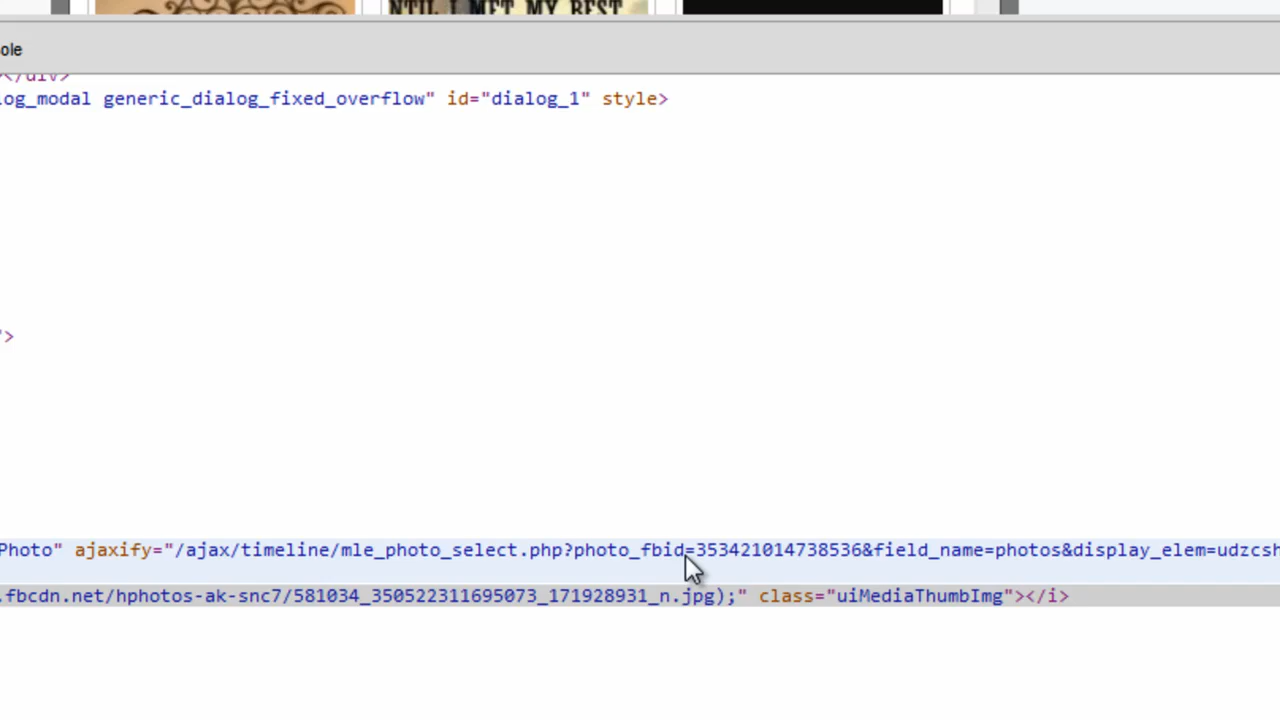 NTIL I MET MY BEST
ole
</div>
log_modal generic_dialog_fixed_overflow" id="dialog_1" style>
">
Photo" ajaxify="/ajax/timeline/mle_photo_select.php?photo_fbid=353421014738536&field_name=photos&display_elem=udzcsh
.fbcdn.net/hphotos-ak-snc7/581034_350522311695073_171928931_n.jpg);" class="uiMediaThumbImg"></i>